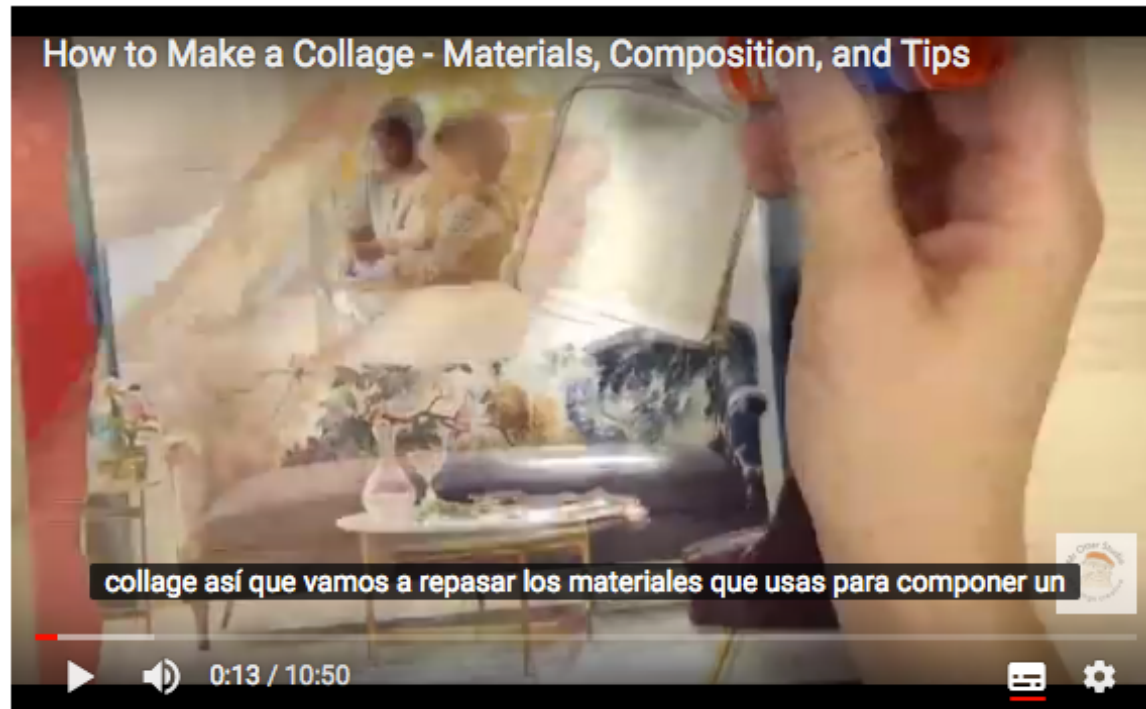 How to Make a Collage - Materials, Composition, and Tips
collage así que vamos a repasar los materiales que usas para componer un
0:13 / 10:50